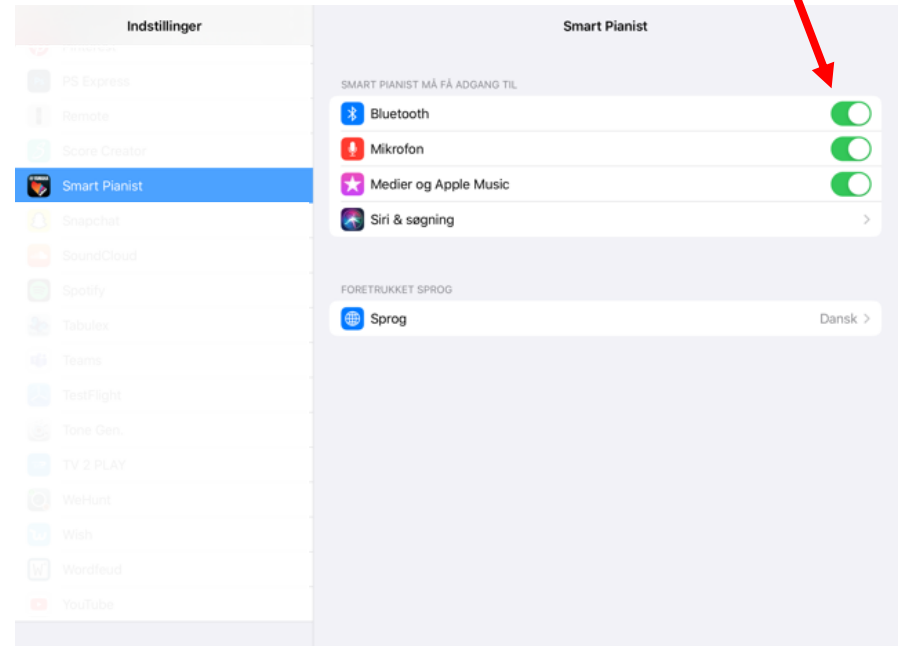 Indstillinger
PS Express
Remote
Score Creator
Smart Pianist
Snapchat
SoundCloud
Spotify
Tabulex
Teams
TestFlight
Tone Gen.
TV 2 PLAY
WeHunt
Wish
Wordfeud
YouTube
Smart Pianist
SMART PIANIST MÅ FÅ ADGANG TIL
Bluetooth
Mikrofon
Medier og Apple Music
Siri & søgning
FORETRUKKET SPROG
Sprog Dansk